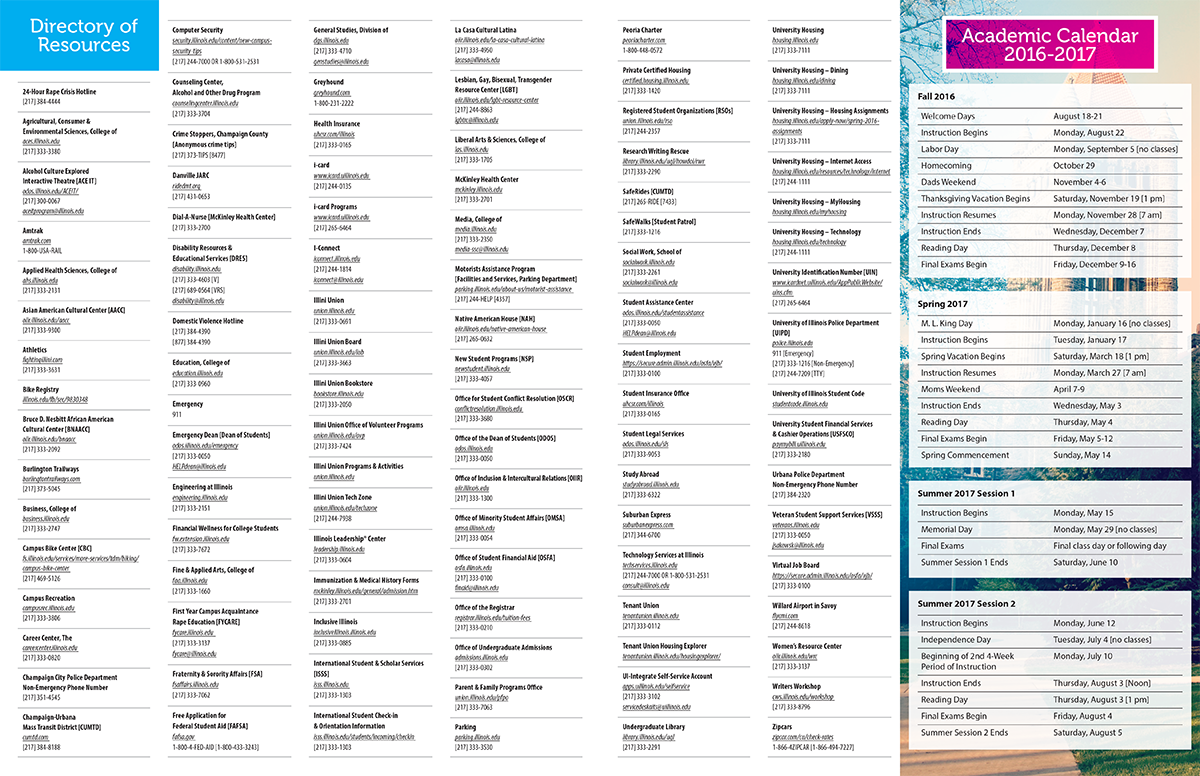 Directory of
Resources
24-Hour Rape Crisis Hotline
[217] 384-4444
Agricultural, Consumer &
Environmental Sciences, College of
aces.illinois.edu
[217] 333-3380
Alcohol Culture Explored
Interactive Theatre [ACE IT]
odos.illinois.edu/ACEIT/
[217] 300-0067
aceitprogram@illinois.edu
Amtrak
amtrak.com
1-800-USA-RAIL
Applied Health Sciences, College of
ahs.illinois.edu
[217] 333-2131
Asian American Cultural Center [AACC]
oiir.illinois.edu/aacc
[217] 333-9300
Athletics
fightingillini.com
[217] 333-3631
Bike Registry
illinois.edu/fb/sec/9830348
Bruce D. Nesbitt African American
Cultural Center [BNAACC]
oiir.illinois.edu/bnaacc
[217] 333-2092
Burlington Trailways
burlingtontrailways.com
[217] 373-5045
Business, College of
business.illinois.edu
[217] 333-2747
Campus Bike Center [CBC]
fs.illinois.edu/services/more-services/tdm/biking/
campus-bike-center
[217] 469-5126
Campus Recreation
campusrec.illinois.edu
[217] 333-3806
Career Center, The
careercenter.illinois.edu
[217] 333-0820
Champaign City Police Department
Non-Emergency Phone Number
[217] 351-4545
Champaign-Urbana
Mass Transit District [CUMTD]
cumtd.com
[217] 384-8188
Computer Security
security.illinois.edu/content/new-campus-
security-tips
[217] 244-7000 OR 1-800-531-2531
Counseling Center,
Alcohol and Other Drug Program
counselingcenter.illinois.edu
[217] 333-3704
Crime Stoppers, Champaign County
[Anonymous crime tips]
[217] 373-TIPS [8477]
Danville JARC
ridedmt.org
[217] 431-0653
Dial-A-Nurse [McKinley Health Center]
[217] 333-2700
Disability Resources &
Educational Services [DRES]
disability.illinois.edu
[217] 333-4603 [V]
[217] 689-0564 [VRS]
disability@illinois.edu
Domestic Violence Hotline
[217] 384-4390
[877] 384-4390
Education, College of
education.illinois.edu
[217] 333 0960
Emergency
911
Emergency Dean [Dean of Students]
odos.illinois.edu/emergency
[217] 333-0050
HELPdean@illinois.edu
Engineering at Illinois
engineering.illinois.edu
[217] 333-2151
Financial Wellness for College Students
fw.extension.illinois.edu
[217] 333-7672
Fine & Applied Arts, College of
faa.illinois.edu
[217] 333-1660
First Year Campus Acquaintance
Rape Education [FYCARE]
fycare.illinois.edu
[217] 333-3137
fycare@illinois.edu
Fraternity & Sorority Affairs [FSA]
fsaffairs.illinois.edu
[217] 333-7062
Free Application for
Federal Student Aid [FAFSA]
fafsa.gov
1-800-4-FED-AID [1-800-433-3243]
General Studies, Division of
dgs.illinois.edu
[217] 333-4710
genstudies@illinois.edu
Greyhound
greyhound.com
1-800-231-2222
Health Insurance
uhcsr.com/illinois
[217] 333-0165
i-card
www.icard.uillinois.edu
[217] 244-0135
i-card Programs
www.icard.uillinois.edu
[217] 265-6464
I-Connect
iconnect.illinois.edu
[217] 244-1814
iconnect@illinois.edu
Illini Union
union.illinois.edu
[217] 333-0691
Illini Union Board
union.illinois.edu/iub
[217] 333-3663
Illini Union Bookstore
bookstore.illinois.edu
[217] 333-2050
Illini Union Office of Volunteer Programs
union.illinois.edu/ovp
[217] 333-7424
Illini Union Programs & Activities
union.illinois.edu
Illini Union Tech Zone
union.illinois.edu/techzone
[217] 244-7938
Illinois Leadership® Center
leadership.illinois.edu
[217] 333-0604
Immunization & Medical History Forms
mckinley.illinois.edu/general/admission.htm
[217] 333-2701
Inclusive Illinois
inclusiveillinois.illinois.edu
[217] 333-0885
International Student & Scholar Services
[ISSS]
isss.illinois.edu
[217] 333-1303
International Student Check-in
& Orientation Information
isss.illinois.edu/students/incoming/checkin
[217] 333-1303
La Casa Cultural Latina
oiir.illinois.edu/la-casa-cultural-latina
[217] 333-4950
lacasa@illinois.edu
Lesbian, Gay, Bisexual, Transgender
Resource Center [LGBT]
oiir.illinois.edu/lgbt-resource-center
[217] 244-8863
lgbtrc@illinois.edu
Liberal Arts & Sciences, College of
las.illinois.edu
[217] 333-1705
McKinley Health Center
mckinley.illinois.edu
[217] 333-2701
Media, College of
media.illinois.edu
[217] 333-2350
media-ssc@illinois.edu
Motorists Assistance Program
[Facilities and Services, Parking Department]
parking.illinois.edu/about-us/motorist-assistance
[217] 244-HELP [4357]
Native American House [NAH]
oiir.illinois.edu/native-american-house
[217] 265-0632
New Student Programs [NSP]
newstudent.illinois.edu
[217] 333-4057
Office for Student Conflict Resolution [OSCR]
conflictresolution.illinois.edu
[217] 333-3680
Office of the Dean of Students [ODOS]
odos.illinois.edu
[217] 333-0050
Office of Inclusion & Intercultural Relations [OIIR]
oiir.illinois.edu
[217] 333-1300
Office of Minority Student Affairs [OMSA]
omsa.illinois.edu
[217] 333-0054
Office of Student Financial Aid [OSFA]
osfa.illinois.edu
[217] 333-0100
finaid@illinois.edu
Office of the Registrar
registrar.illinois.edu/tuition-fees
[217] 333-0210
Office of Undergraduate Admissions
admissions.illinois.edu
[217] 333-0302
Parent & Family Programs Office
union.illinois.edu/pfpo
[217] 333-7063
Parking
parking.illinois.edu
[217] 333-3530
Peoria Charter
peoriacharter.com
1-800-448-0572
Private Certified Housing
certified.housing.illinois.edu
[217] 333-1420
Registered Student Organizations [RSOs]
union.illinois.edu/rso
[217] 244-2357
Research Writing Rescue
library.illinois.edu/ugl/howdoi/rwr
[217] 333-2290
SafeRides [CUMTD]
[217] 265-RIDE [7433]
SafeWalks [Student Patrol]
[217] 333-1216
Social Work, School of
socialwork.illinois.edu
[217] 333-2261
socialwork@illinois.edu
Student Assistance Center
odos.illinois.edu/studentassistance
[217] 333-0050
HELPdean@illinois.edu
Student Employment
https://secure.admin.illinois.edu/osfa/vjb/
[217] 333-0100
Student Insurance Office
uhcsr.com/illinois
[217] 333-0165
Student Legal Services
odos.illinois.edu/sls
[217] 333-9053
Study Abroad
studyabroad.illinois.edu
[217] 333-6322
Suburban Express
suburbanexpress.com
[217] 344-6700
Technology Services at Illinois
techservices.illinois.edu
[217] 244-7000 OR 1-800-531-2531
consult@illinois.edu
Tenant Union
tenantunion.illinois.edu
[217] 333-0112
Tenant Union Housing Explorer
tenantunion.illinois.edu/housingexplorer/
UI-Integrate Self-Service Account
apps.uillinois.edu/selfservice
[217] 333-3102
servicedeskaits@uillinois.edu
Undergraduate Library
library.illinois.edu/ugl
[217] 333-2291
University Housing
housing.illinois.edu
[217] 333-7111
University Housing – Dining
housing.illinois.edu/dining
[217] 333-7111
University Housing – Housing Assignments
housing.illinois.edu/apply-now/spring-2016-
assignments
[217] 333-7111
University Housing – Internet Access
housing.illinois.edu/resources/technology/internet
[217] 244-1111
University Housing – MyHousing
housing.illinois.edu/myhousing
University Housing – Technology
housing.illinois.edu/technology
[217] 244-1111
University Identification Number [UIN]
www.icardnet.uillinois.edu/AppPublicWebsite/
uins.cfm
[217] 265-6464
University of Illinois Police Department
[UIPD]
police.illinois.edu
911 [Emergency]
[217] 333-1216 [Non-Emergency]
[217] 244-7209 [TTY]
University of Illinois Student Code
studentcode.illinois.edu
University Student Financial Services
& Cashier Operations [USFSCO]
paymybill.uillinois.edu
[217] 333-2180
Urbana Police Department
Non-Emergency Phone Number
[217] 384-2320
Veteran Student Support Services [VSSS]
veterans.illinois.edu
[217] 333-0050
jsakowsk@illinois.edu
Virtual Job Board
https://secure.admin.illinois.edu/osfa/vjb/
[217] 333-0100
Willard Airport in Savoy
flycmi.com
[217] 244-8618
Women's Resource Center
oiir.illinois.edu/wrc
[217] 333-3137
Writers Workshop
cws.illinois.edu/workshop
[217] 333-8796
Zipcars
zipcar.com/cu/check-rates
1-866-4ZIPCAR [1-866-494-7227]
Academic Calendar
2016-2017
Fall 2016
Welcome Days August 18-21
Instruction Begins Monday, August 22
Labor Day Monday, September 5 [no classes]
Homecoming October 29
Dads Weekend November 4-6
Thanksgiving Vacation Begins Saturday, November 19 [1 pm]
Instruction Resumes Monday, November 28 [7 am]
Instruction Ends Wednesday, December 7
Reading Day Thursday, December 8
Final Exams Begin Friday, December 9-16
Spring 2017
M. L. King Day Monday, January 16 [no classes]
Instruction Begins Tuesday, January 17
Spring Vacation Begins Saturday, March 18 [1 pm]
Instruction Resumes Monday, March 27 [7 am]
Moms Weekend April 7-9
Instruction Ends Wednesday, May 3
Reading Day Thursday, May 4
Final Exams Begin Friday, May 5-12
Spring Commencement Sunday, May 14
Summer 2017 Session 1
Instruction Begins Monday, May 15
Memorial Day Monday, May 29 [no classes]
Final Exams Final class day or following day
Summer Session 1 Ends Saturday, June 10
Summer 2017 Session 2
Instruction Begins Monday, June 12
Independence Day Tuesday, July 4 [no classes]
Beginning of 2nd 4-Week Monday, July 10
Period of Instruction
Instruction Ends Thursday, August 3 [Noon]
Reading Day Thursday, August 3 [1 pm]
Final Exams Begin Friday, August 4
Summer Session 2 Ends Saturday, August 5